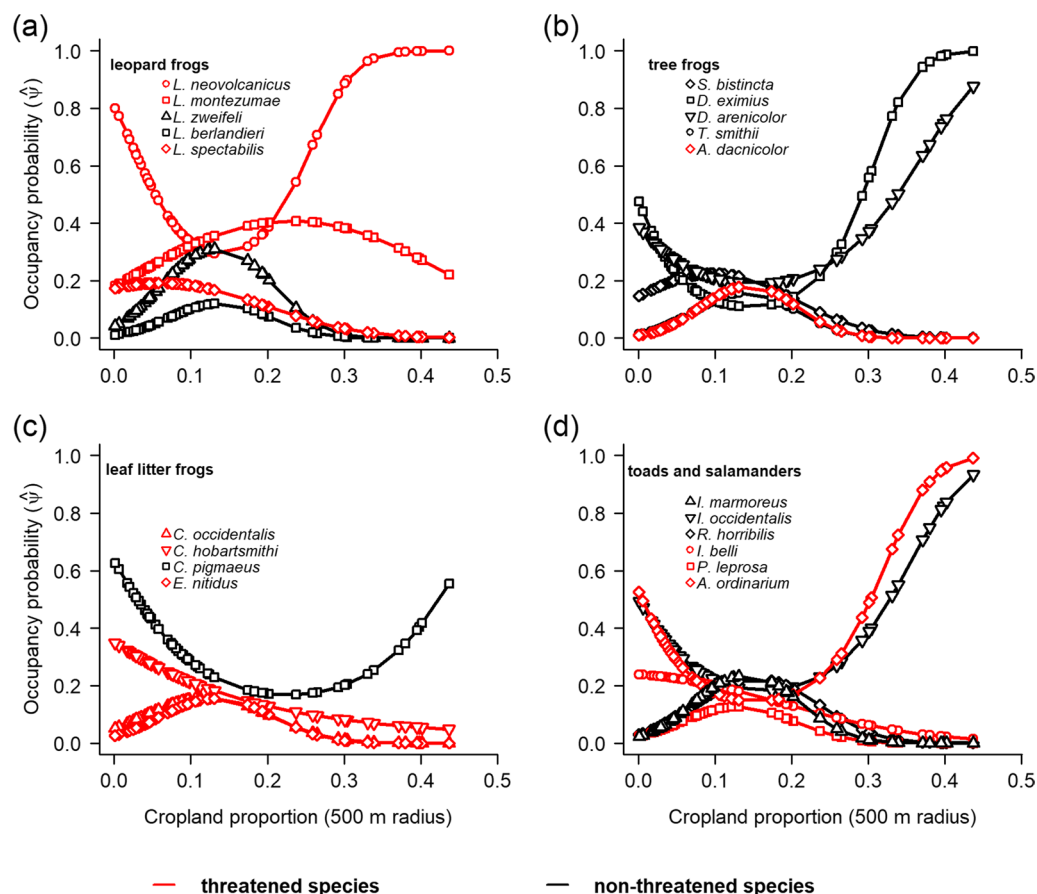 (a)
leopard frogs
L. neovolcanicus
L. montezumae
L. zweifeli
L. berlandieri
L. spectabilis
Occupancy probability (ψ̂)
1.0
0.8
0.6
0.4
0.2
0.0
0.0 0.1 0.2 0.3 0.4 0.5
(b)
tree frogs
S. bistincta
D. eximius
D. arenicolor
T. smithii
A. dacnicolor
1.0
0.8
0.6
0.4
0.2
0.0
0.0 0.1 0.2 0.3 0.4 0.5
(c)
leaf litter frogs
C. occidentalis
C. hobartsmithi
C. pigmaeus
E. nitidus
Occupancy probability (ψ̂)
1.0
0.8
0.6
0.4
0.2
0.0
0.0 0.1 0.2 0.3 0.4 0.5
Cropland proportion (500 m radius)
(d)
toads and salamanders
I. marmoreus
I. occidentalis
R. horribilis
I. belli
P. leprosa
A. ordinarium
1.0
0.8
0.6
0.4
0.2
0.0
0.0 0.1 0.2 0.3 0.4 0.5
Cropland proportion (500 m radius)
threatened species
non-threatened species